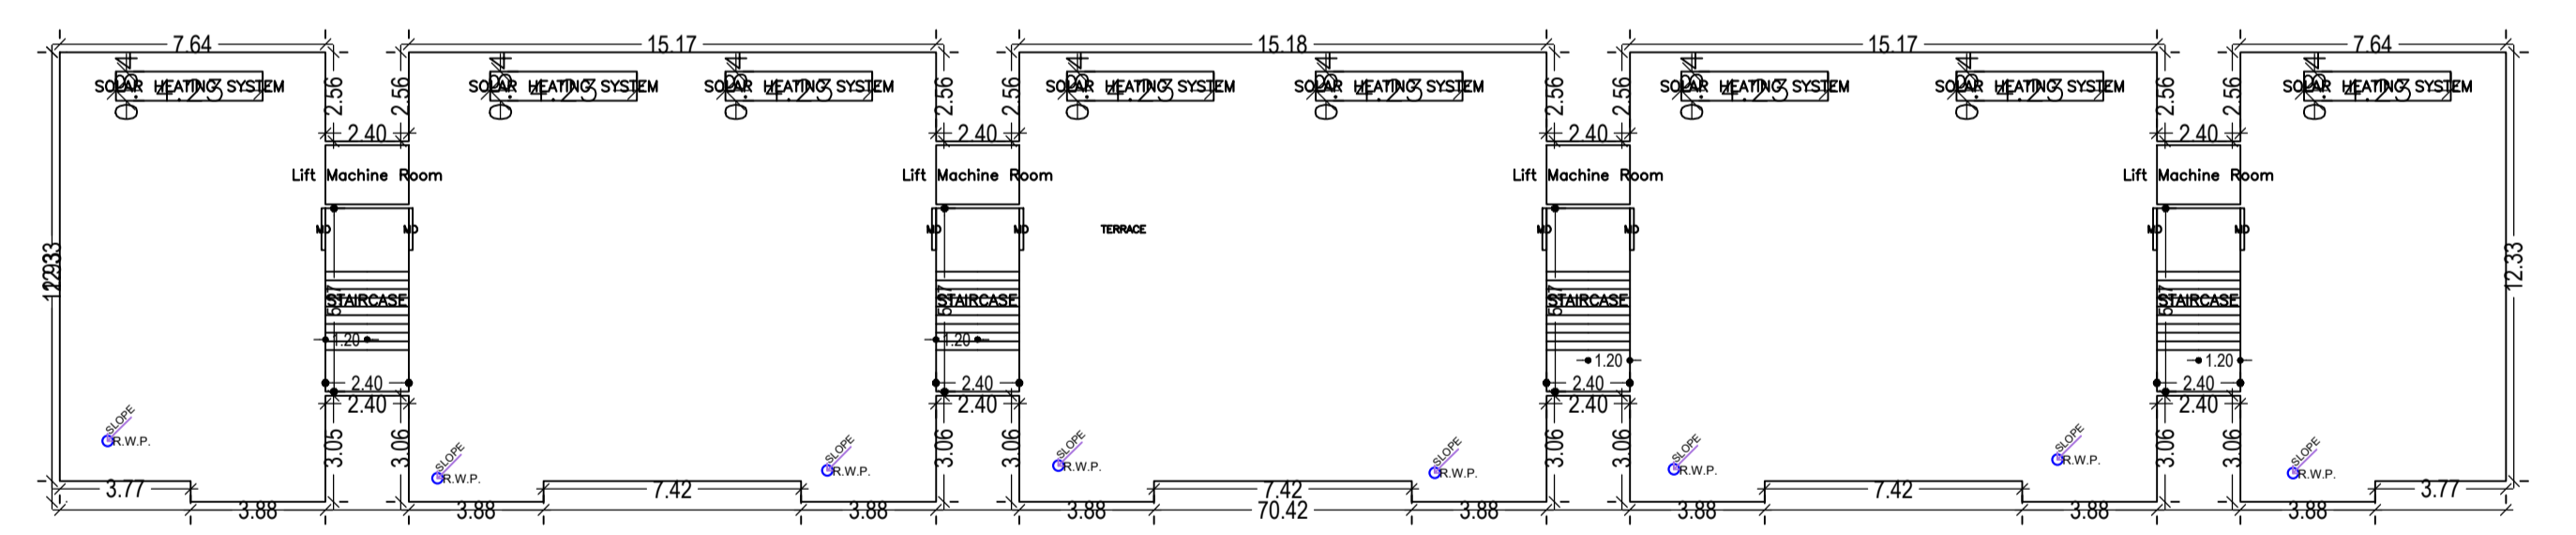 7.64 15.17 15.18 15.17 7.64
SOLAR HEATING SYSTEM SOLAR HEATING SYSTEM SOLAR HEATING SYSTEM SOLAR HEATING SYSTEM SOLAR HEATING SYSTEM SOLAR HEATING SYSTEM SOLAR HEATING SYSTEM SOLAR HEATING SYSTEM
2.56 2.56 2.56 2.56 2.56 2.56 2.56 2.56
2.40 2.40 2.40 2.40
Lift Machine Room Lift Machine Room Lift Machine Room Lift Machine Room
MD MD MD MD TERRACE MD MD MD MD
12.33
STAIRCASE STAIRCASE STAIRCASE STAIRCASE
1.20 1.20 1.20 1.20
2.40 2.40 2.40 2.40
2.40 2.40 2.40 2.40
SLOPE SLOPE SLOPE SLOPE SLOPE SLOPE SLOPE SLOPE
R.W.P. R.W.P. R.W.P. R.W.P. R.W.P. R.W.P. R.W.P. R.W.P.
3.05 3.06 3.06 3.06 3.06 3.06 3.06 3.06
3.77 7.42 7.42 7.42 3.77
3.88 3.88 3.88 3.88 70.42 3.88 3.88 3.88 3.88